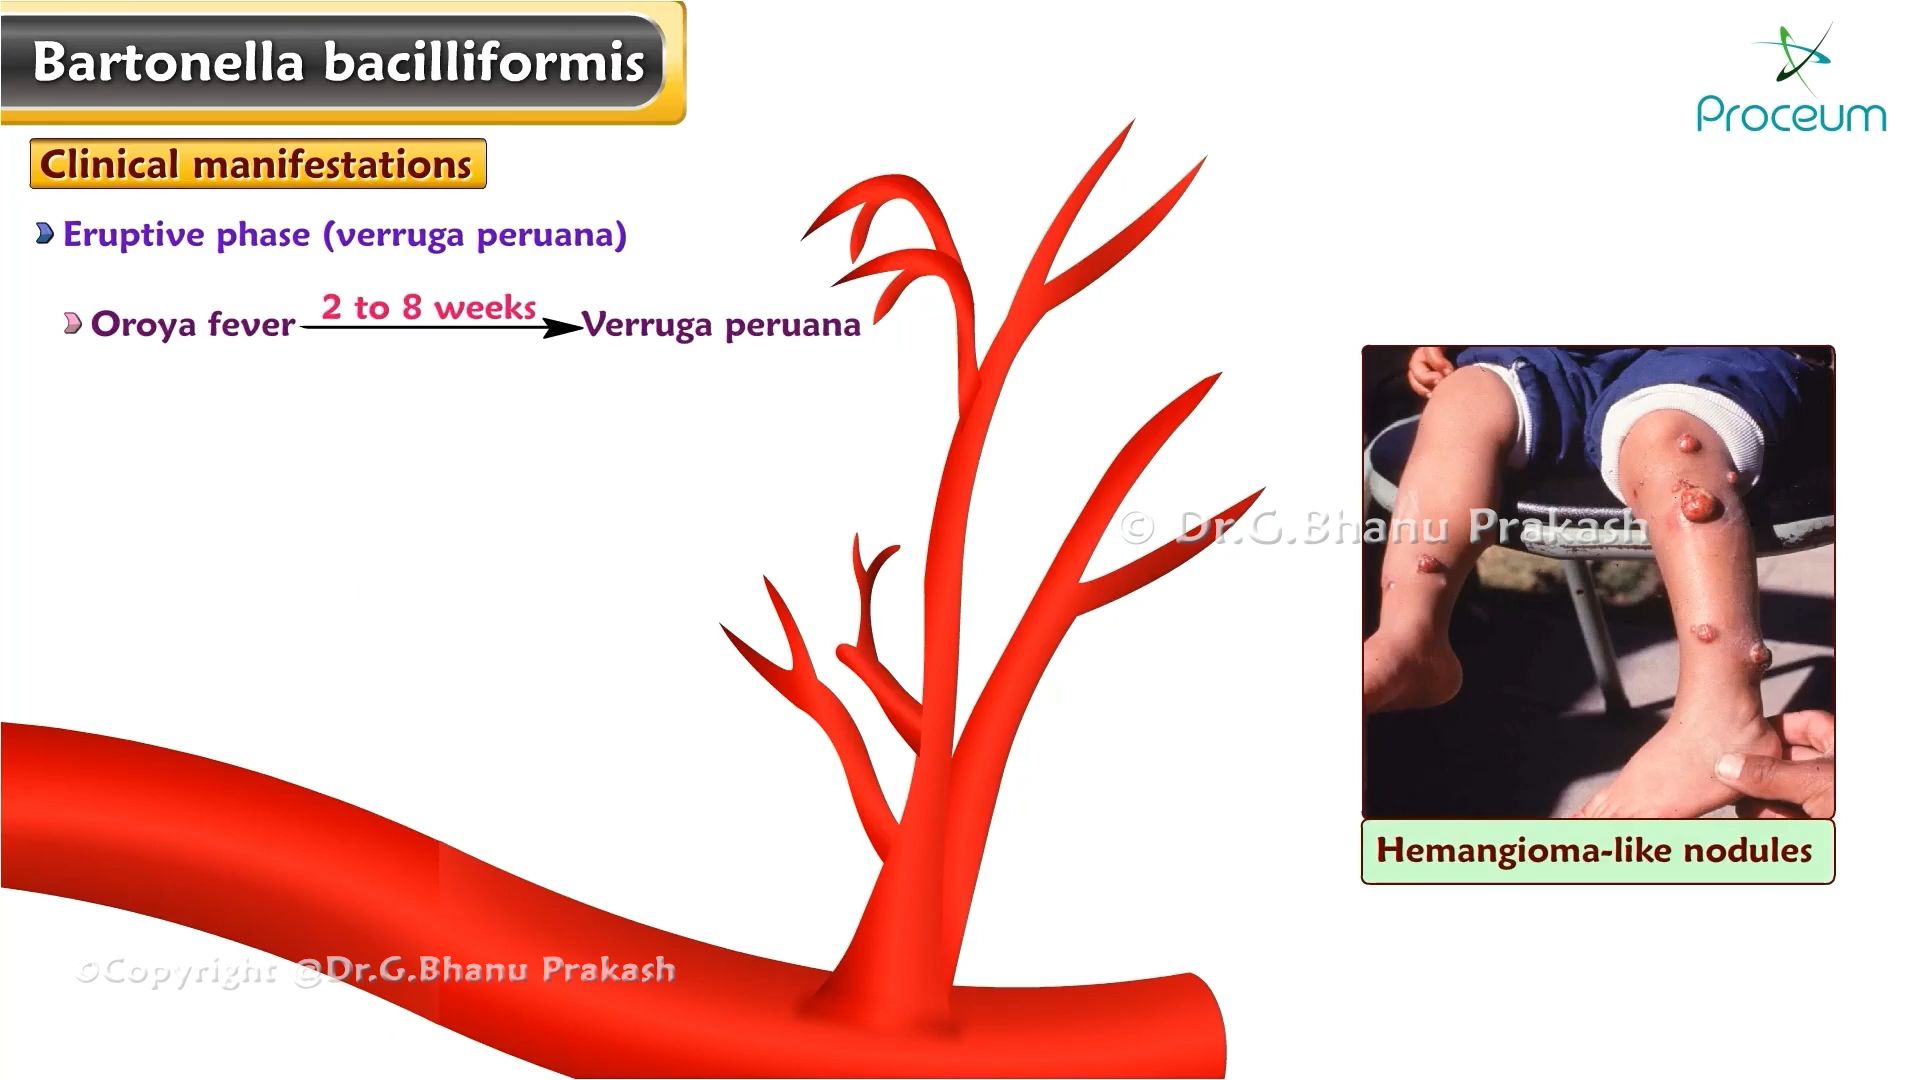 Bartonella bacilliformis
Proceum
Clinical manifestations
Eruptive phase (verruga peruana)
2 to 8 weeks
Oroya fever Verruga peruana
© Dr.G.Bhanu Prakash
Hemangioma-like nodules
©Copyright @Dr.G.Bhanu Prakash